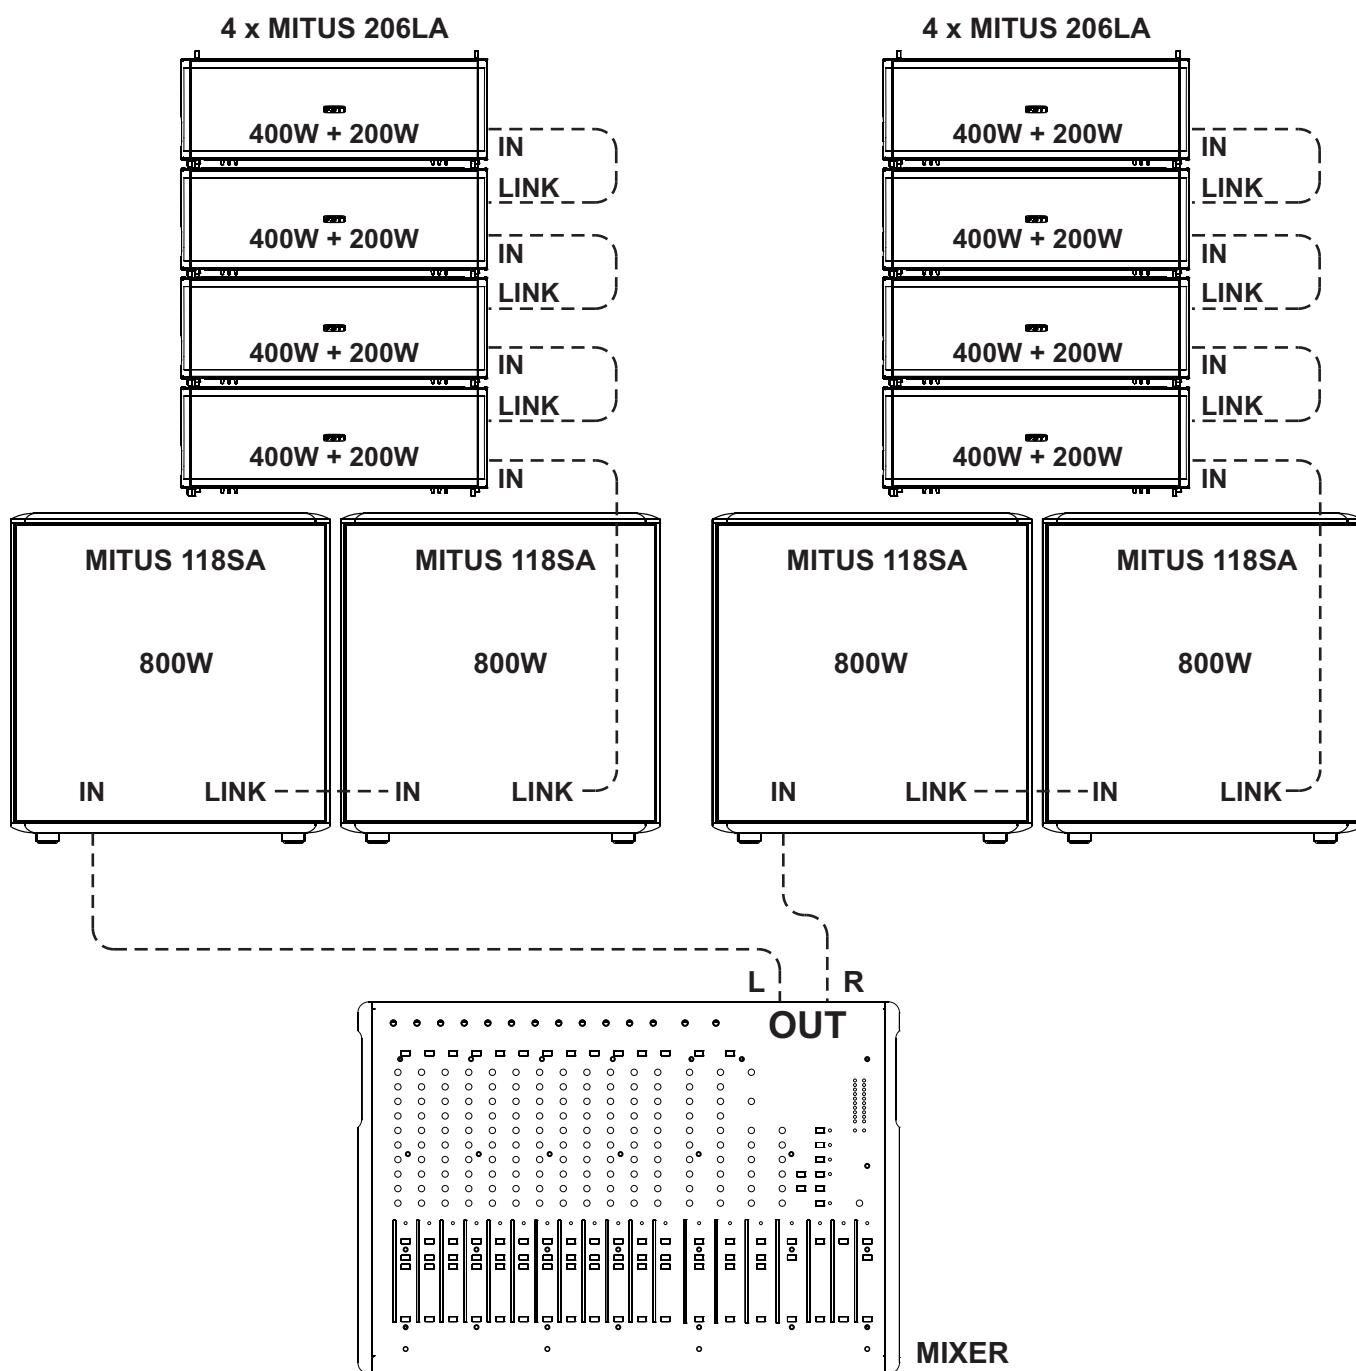 4 x MITUS 206LA 4 x MITUS 206LA
400W + 200W 400W + 200W
IN IN
LINK LINK
400W + 200W 400W + 200W
IN IN
LINK LINK
400W + 200W 400W + 200W
IN IN
LINK LINK
400W + 200W 400W + 200W
IN IN
MITUS 118SA MITUS 118SA MITUS 118SA MITUS 118SA
800W 800W 800W 800W
IN LINK IN LINK IN LINK IN LINK
L R
OUT
MIXER